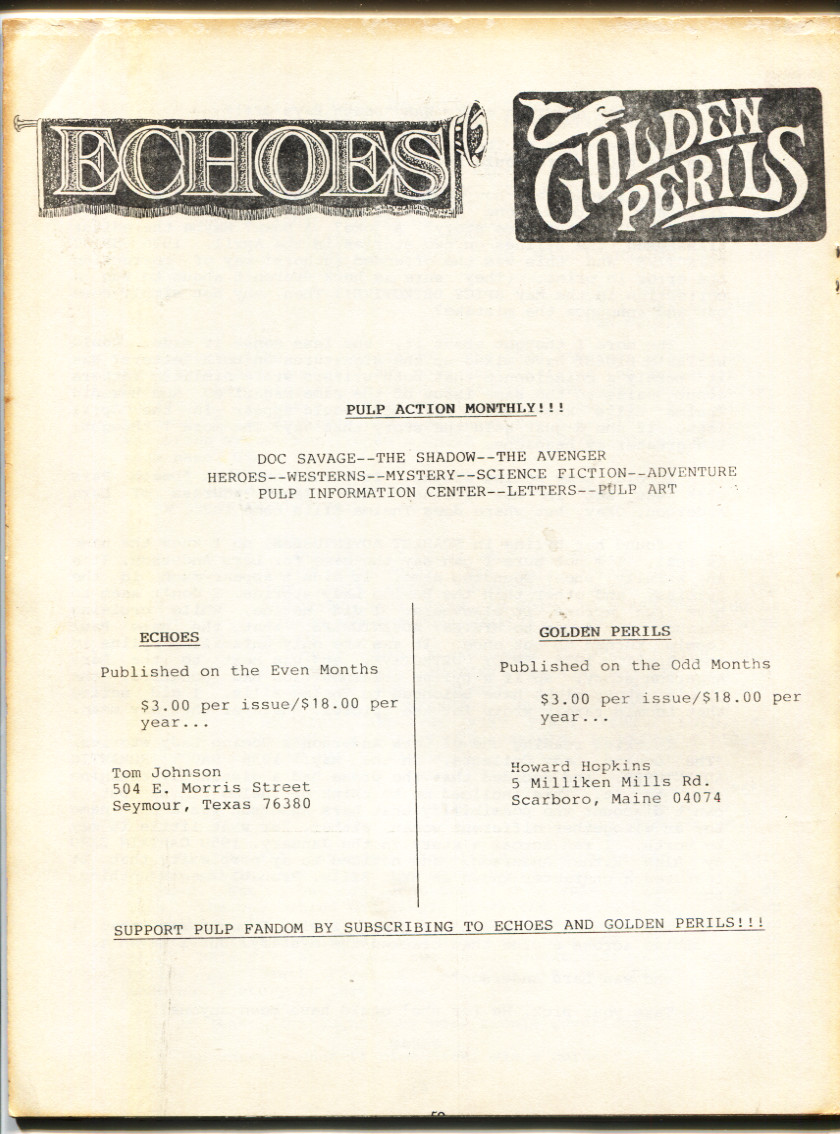 ECHOES
GOLDEN
PERILS
PULP ACTION MONTHLY!!!
DOC SAVAGE--THE SHADOW--THE AVENGER
HEROES--WESTERNS--MYSTERY--SCIENCE FICTION--ADVENTURE
PULP INFORMATION CENTER--LETTERS--PULP ART
ECHOES
Published on the Even Months
$3.00 per issue/$18.00 per
year...
Tom Johnson
504 E. Morris Street
Seymour, Texas 76380
GOLDEN PERILS
Published on the Odd Months
$3.00 per issue/$18.00 per
year...
Howard Hopkins
5 Milliken Mills Rd.
Scarboro, Maine 04074
SUPPORT PULP FANDOM BY SUBSCRIBING TO ECHOES AND GOLDEN PERILS!!!